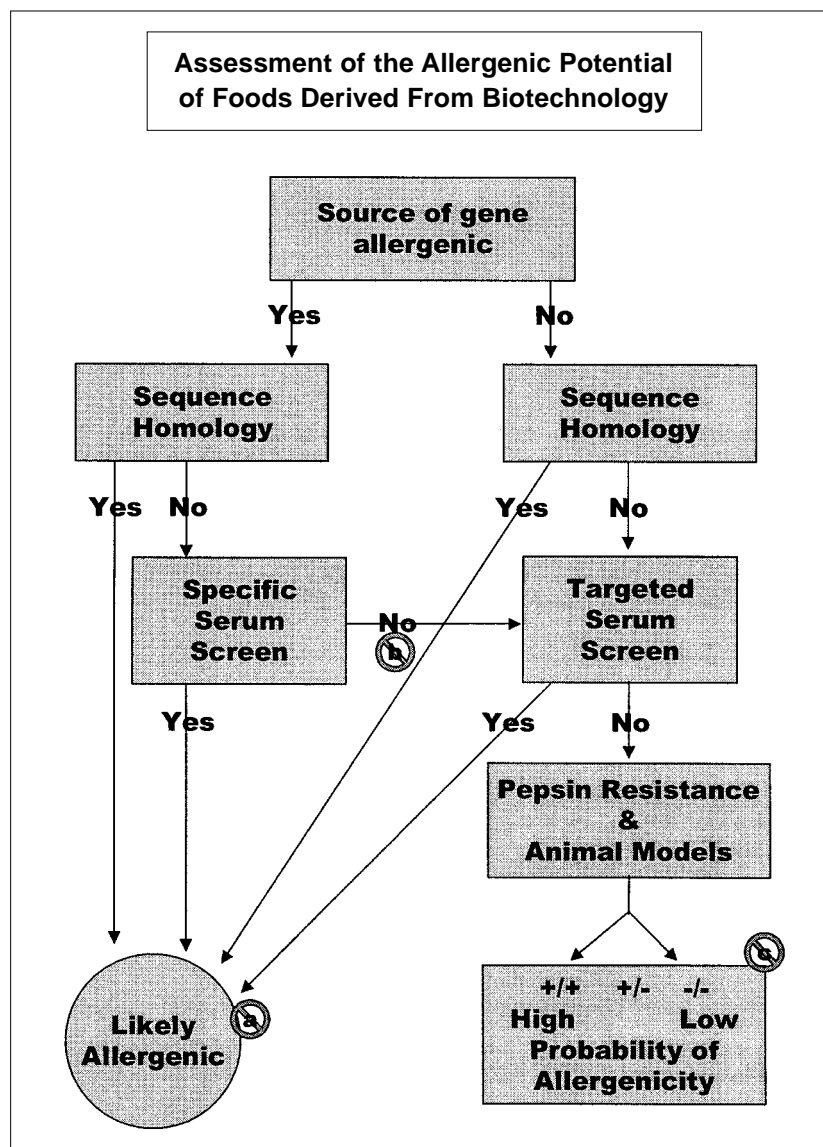 Assessment of the Allergenic Potential
of Foods Derived From Biotechnology
Source of gene
allergenic
Yes
No
Sequence
Homology
Sequence
Homology
Yes
No
Yes
No
Specific
Serum
Screen
No
b
Targeted
Serum
Screen
Yes
Yes
No
Pepsin Resistance
&
Animal Models
c
+/+ +/- -/-
High Low
Probability of
Allergenicity
Likely
Allergenic
a